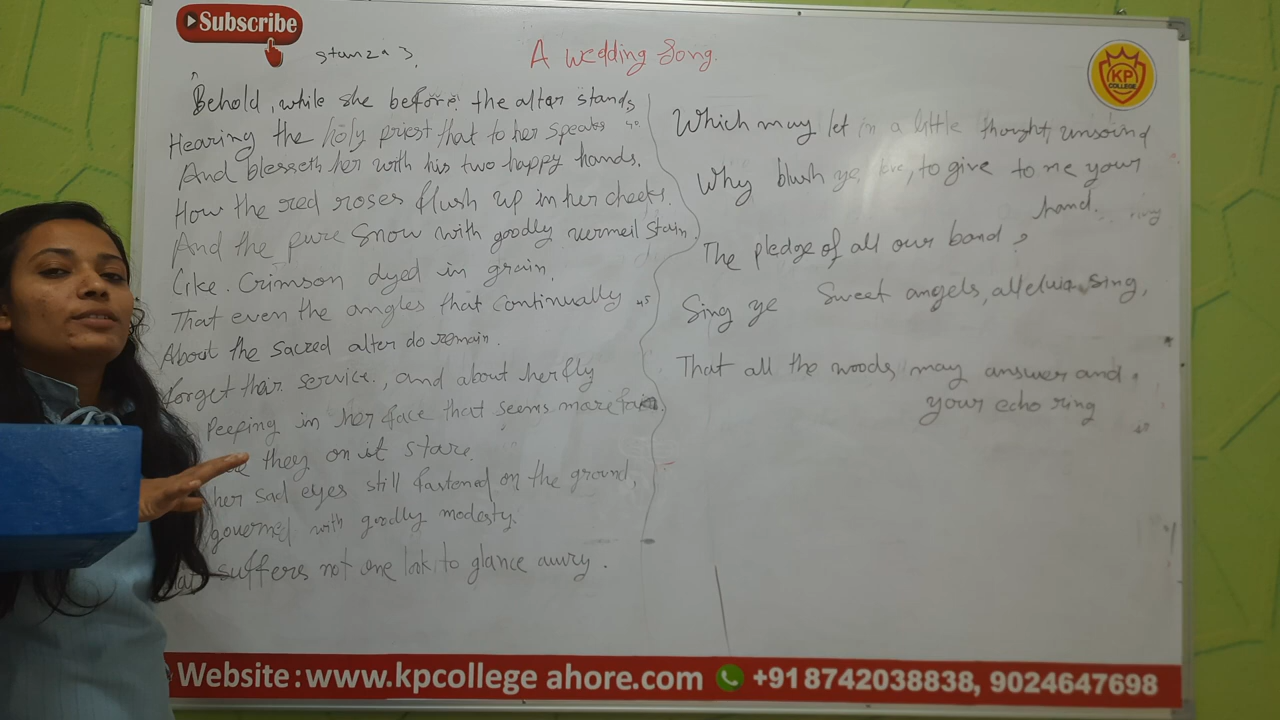 Subscribe
stanza 3.
A wedding Song.
KP
COLLEGE
Behold, while she before the altar stands
Hearing the holy priest that to her speaks 40
And blesseth her with his two happy hands.
How the red roses flush up in her cheeks.
And the pure snow with goodly vermeil stain
Like Crimson dyed in grain,
That even the angles that continually 45
About the sacred alter do remain.
forget their service, and about her fly
Peeping in her face that seems more fair.
they on it stare.
her sad eyes still fastened on the ground,
governed with goodly modesty.
suffers not one look to glance awry.
Which may let in a little thought, unsound
Why blush ye love, to give to me your
hand.
The pledge of all our band ?
Sing ye Sweet angels, alleluia sing,
That all the woods may answer and
your echo ring
Website: www.kpcollege ahore.com +91 8742038838, 9024647698